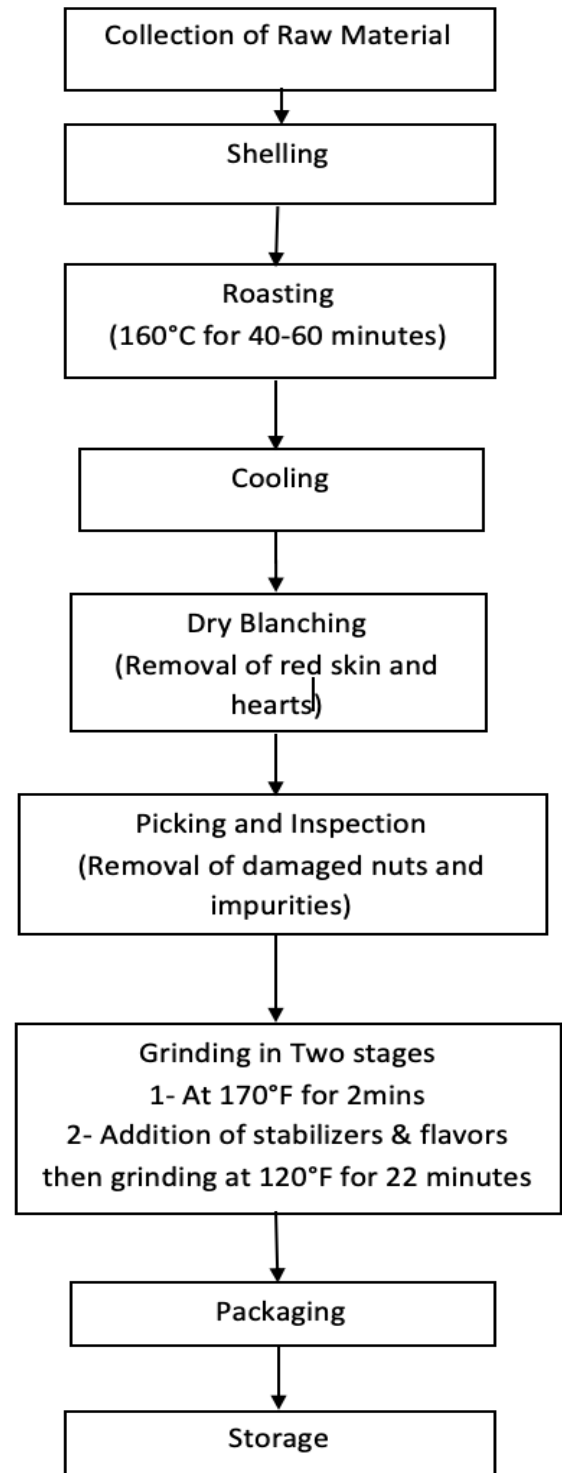 Collection of Raw Material
Shelling
Roasting
(160°C for 40-60 minutes)
Cooling
Dry Blanching
(Removal of red skin and
hearts)
Picking and Inspection
(Removal of damaged nuts and
impurities)
Grinding in Two stages
1- At 170°F for 2mins
2- Addition of stabilizers & flavors
then grinding at 120°F for 22 minutes
Packaging
Storage